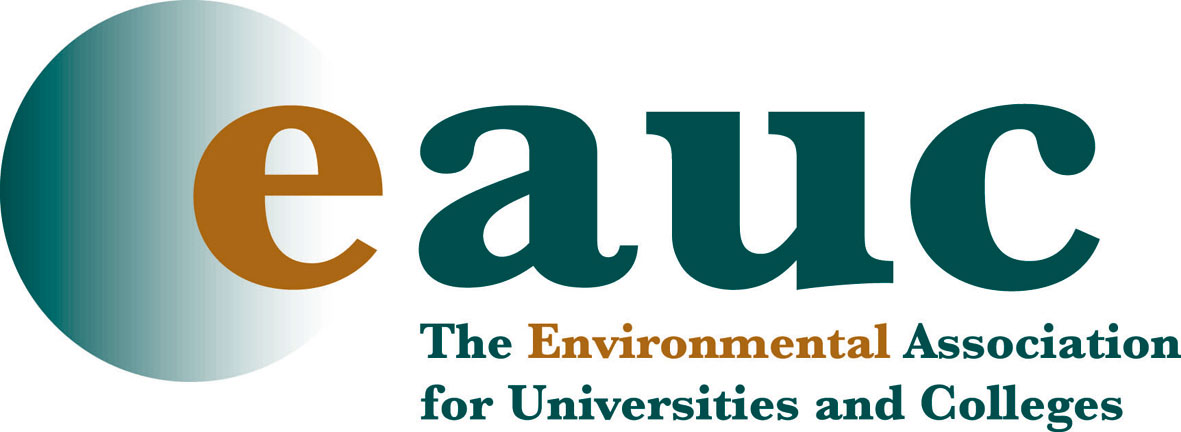 eauc
The Environmental Association
for Universities and Colleges